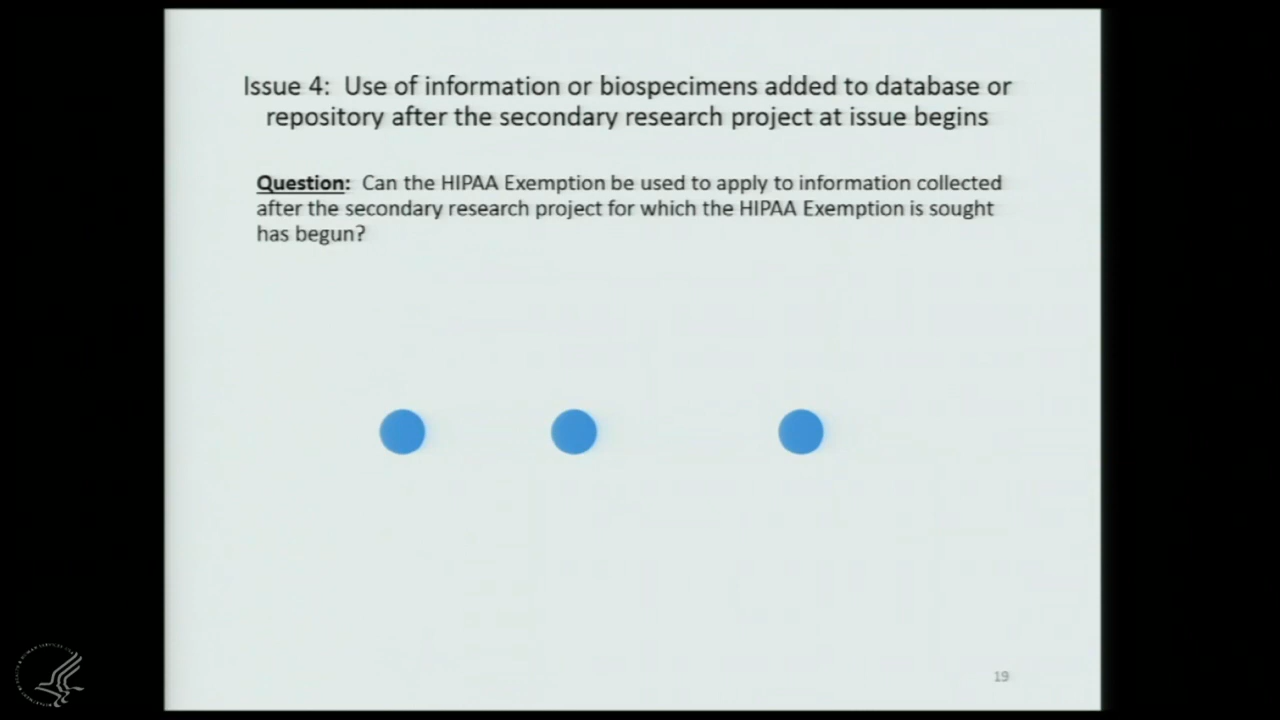 Issue 4: Use of information or biospecimens added to database or
repository after the secondary research project at issue begins
Question: Can the HIPAA Exemption be used to apply to information collected
after the secondary research project for which the HIPAA Exemption is sought
has begun?
19